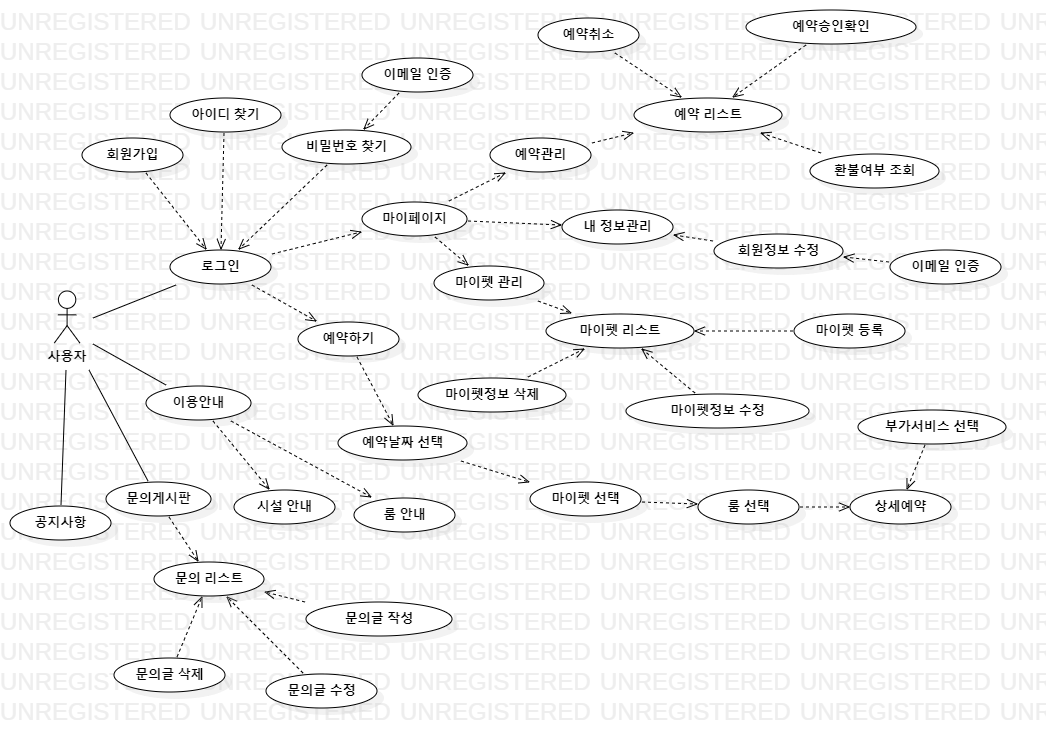 UNREGISTERED UNREGISTERED UNREGISTERED UNREGISTERED UNREGISTERED
예약취소
예약승인확인
이메일 인증
아이디 찾기
예약 리스트
회원가입
비밀번호 찾기
예약관리
환불여부 조회
마이페이지
내 정보관리
회원정보 수정
이메일 인증
로그인
마이펫 관리
사용자
예약하기
마이펫 리스트
마이펫 등록
이용안내
마이펫정보 삭제
마이펫정보 수정
부가서비스 선택
예약날짜 선택
문의게시판
공지사항
시설 안내
룸 안내
마이펫 선택
룸 선택
상세예약
문의 리스트
문의글 작성
문의글 삭제
문의글 수정